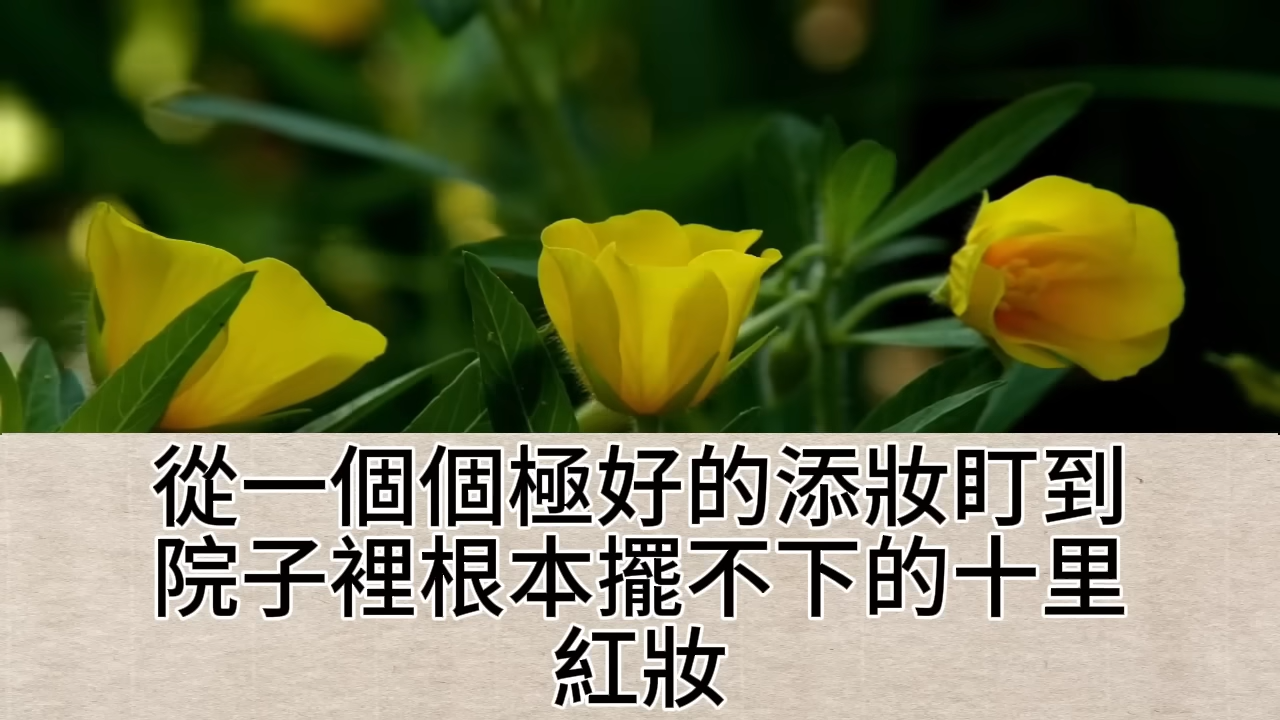 從一個個極好的添妝盯到
院子裡根本擺不下的十里
紅妝